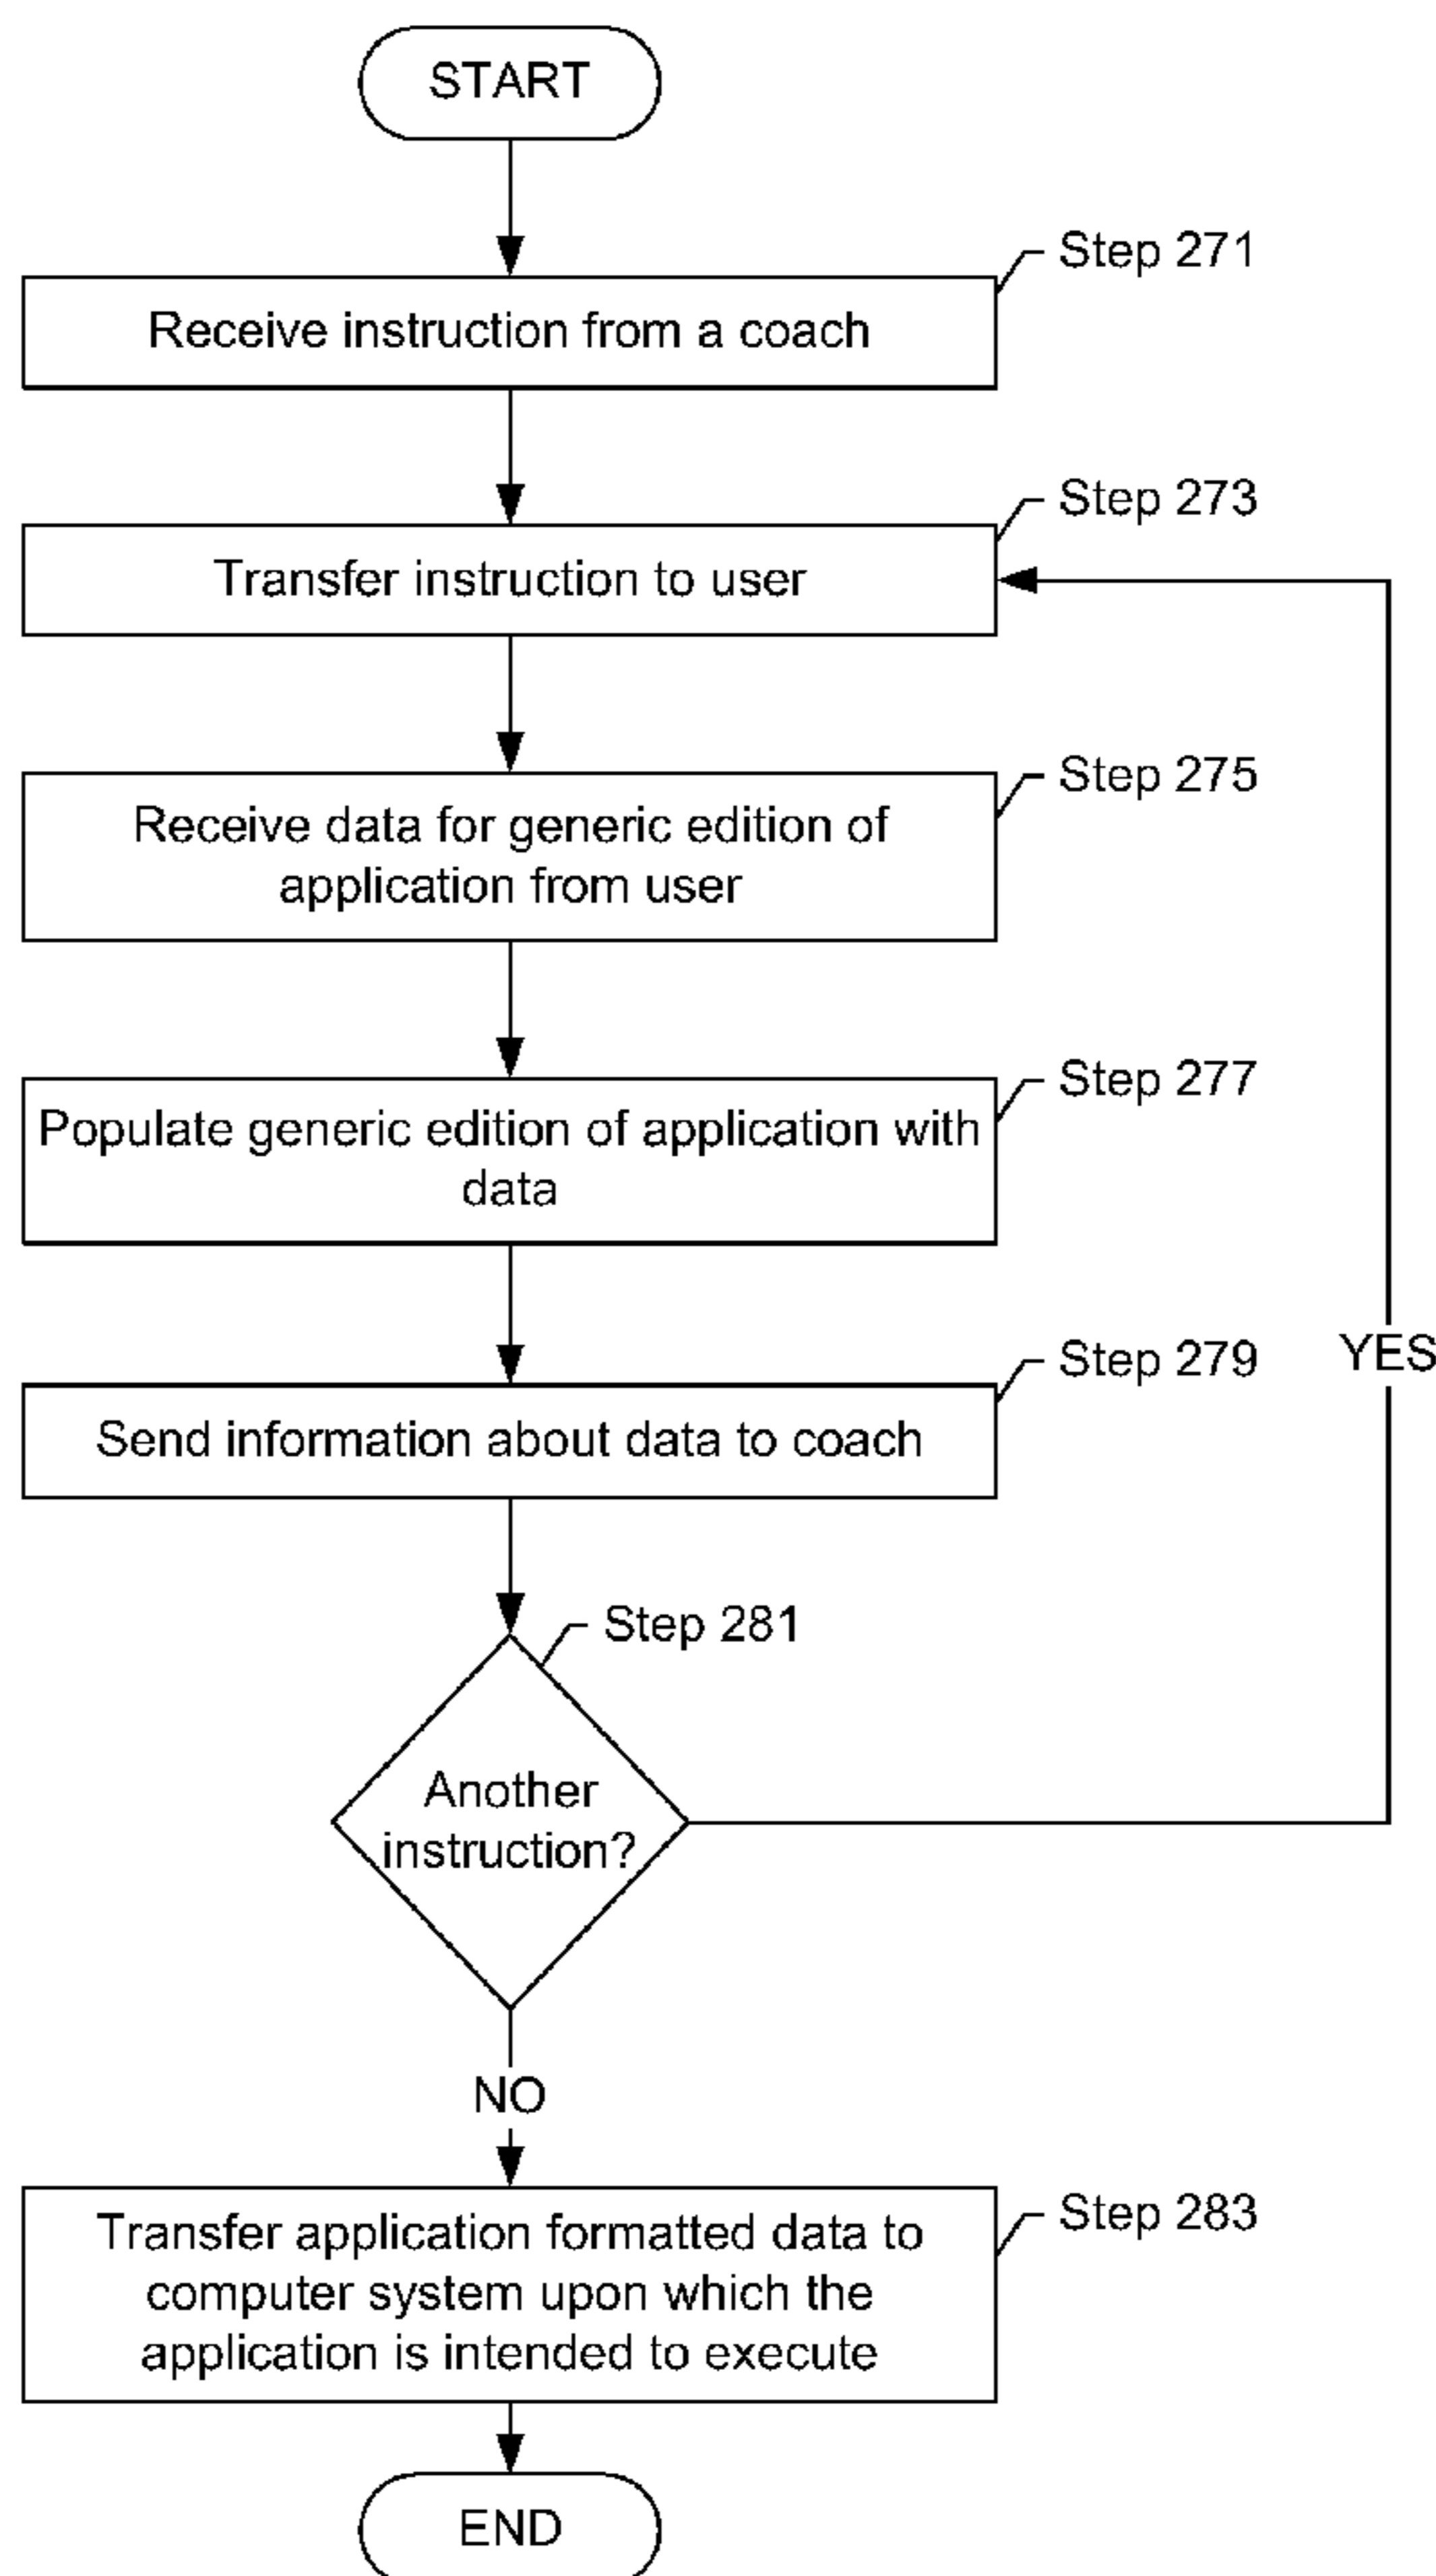 START
Step 271
Receive instruction from a coach
Step 273
Transfer instruction to user
Step 275
Receive data for generic edition of
application from user
Step 277
Populate generic edition of application with
data
Step 279
YES
Send information about data to coach
Step 281
Another
instruction?
NO
Step 283
Transfer application formatted data to
computer system upon which the
application is intended to execute
END